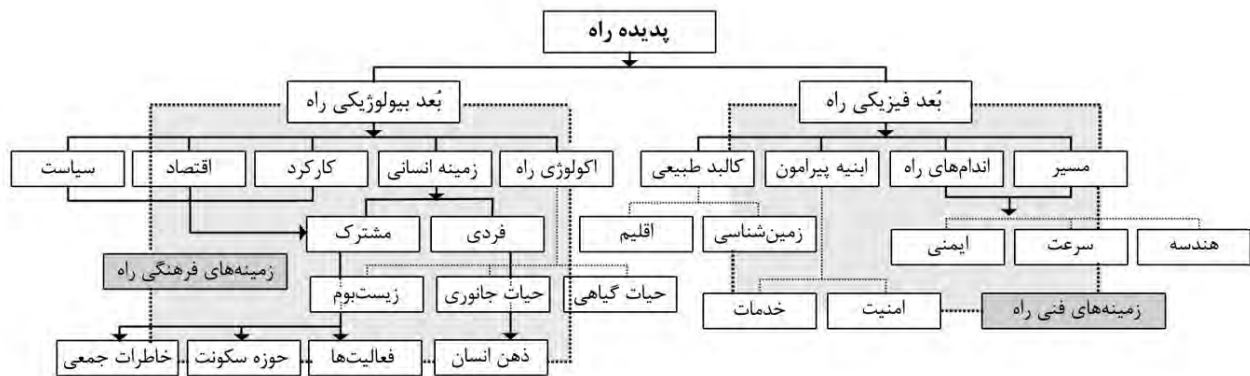 پدیده راه
بُعد فیزیکی راه
بُعد بیولوژیکی راه
مسیر
اندام‌های راه
ابنیه پیرامون
کالبد طبیعی
اکولوژی راه
زمینه انسانی
کارکرد
اقتصاد
سیاست
هندسه
سرعت
ایمنی
زمین‌شناسی
اقلیم
فردی
مشترک
زمینه‌های فرهنگی راه
زمینه‌های فنی راه
امنیت
خدمات
حیات گیاهی
حیات جانوری
زیست‌بوم
ذهن انسان
فعالیت‌ها
حوزه سکونت
خاطرات جمعی